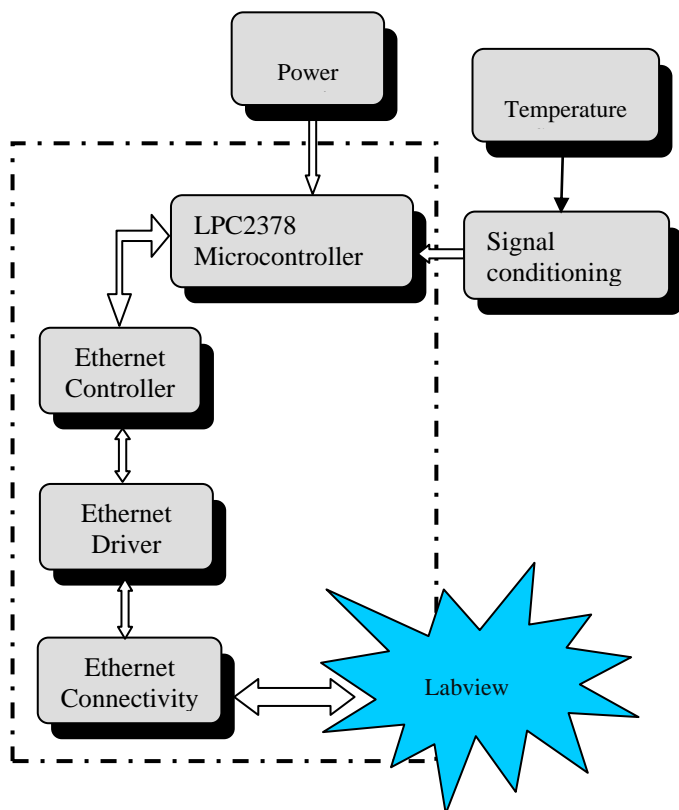 Power
Temperature
LPC2378
Microcontroller
Signal
conditioning
Ethernet
Controller
Ethernet
Driver
Ethernet
Connectivity
Labview